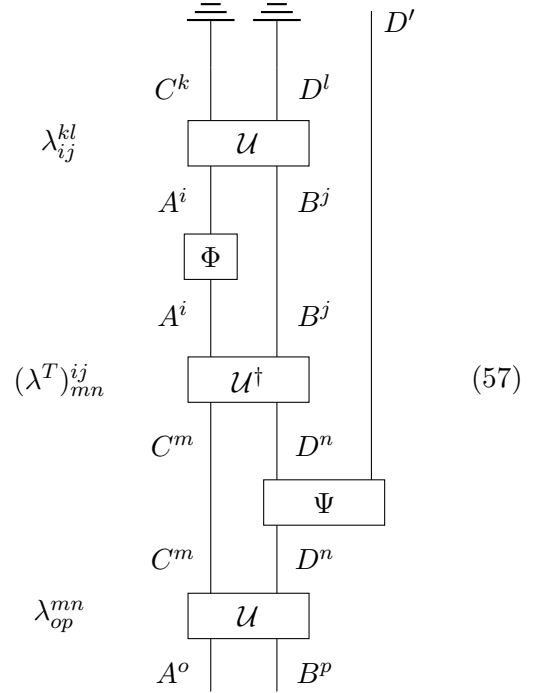 D′
C^k D^l
λ_{ij}^{kl} 𝒰
A^i B^j
Φ
A^i B^j
(λ^T)_{mn}^{ij} 𝒰† (57)
C^m D^n
Ψ
C^m D^n
λ_{op}^{mn} 𝒰
A^o B^p